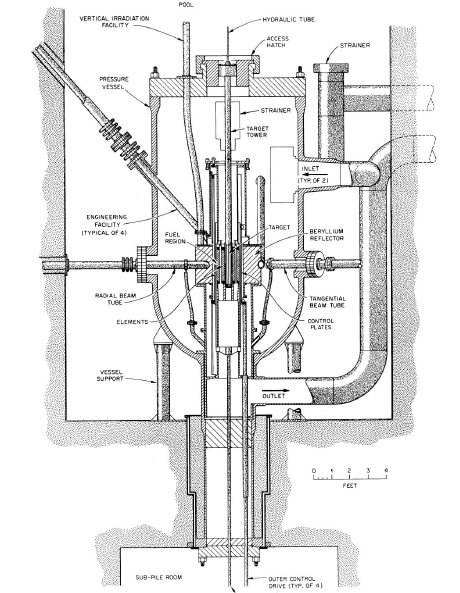 POOL
VERTICAL IRRADIATION
FACILITY
HYDRAULIC TUBE
ACCESS
HATCH
STRAINER
PRESSURE
VESSEL
STRAINER
TARGET
TOWER
INLET
(TYP. OF 2)
ENGINEERING
FACILITY
(TYPICAL OF 4)
FUEL
REGION
TARGET
BERYLLIUM
REFLECTOR
RADIAL BEAM
TUBE
TANGENTIAL
BEAM TUBE
ELEMENTS
CONTROL
PLATES
VESSEL
SUPPORT
OUTLET
0 1 2 3 4
FEET
SUB-PILE ROOM
OUTER CONTROL
DRIVE (TYP. OF 4)